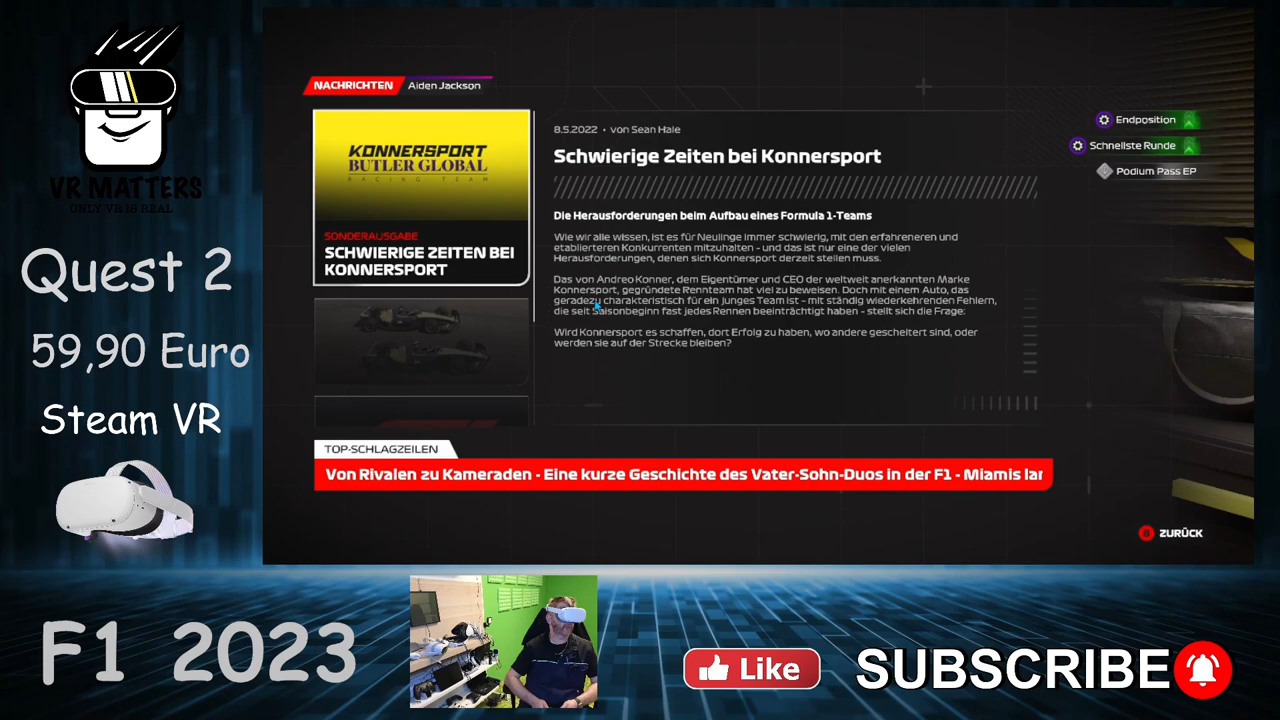 VR MATTERS
ONLY VR IS REAL
Quest 2
59,90 Euro
Steam VR
NACHRICHTEN
Aiden Jackson
KONNERSPORT
BUTLER GLOBAL
RACING TEAM
SONDERAUSGABE
SCHWIERIGE ZEITEN BEI
KONNERSPORT
8.5.2022 • von Sean Hale
Schwierige Zeiten bei Konnersport
Die Herausforderungen beim Aufbau eines Formula 1-Teams
Wie wir alle wissen, ist es für Neulinge immer schwierig, mit den erfahreneren und
etablierteren Konkurrenten mitzuhalten - und das ist nur eine der vielen
Herausforderungen, denen sich Konnersport derzeit stellen muss.
Das von Andreo Konner, dem Eigentümer und CEO der weltweit anerkannten Marke
Konnersport, gegründete Rennteam hat viel zu beweisen. Doch mit einem Auto, das
geradezu charakteristisch für ein junges Team ist – mit ständig wiederkehrenden Fehlern,
die seit Saisonbeginn fast jedes Rennen beeinträchtigt haben – stellt sich die Frage:
Wird Konnersport es schaffen, dort Erfolg zu haben, wo andere gescheitert sind, oder
werden sie auf der Strecke bleiben?
Endposition
Schnellste Runde
Podium Pass EP
TOP-SCHLAGZEILEN
Von Rivalen zu Kameraden - Eine kurze Geschichte des Vater-Sohn-Duos in der F1 - Miamis lan
B ZURÜCK
F1 2023
Like
SUBSCRIBE